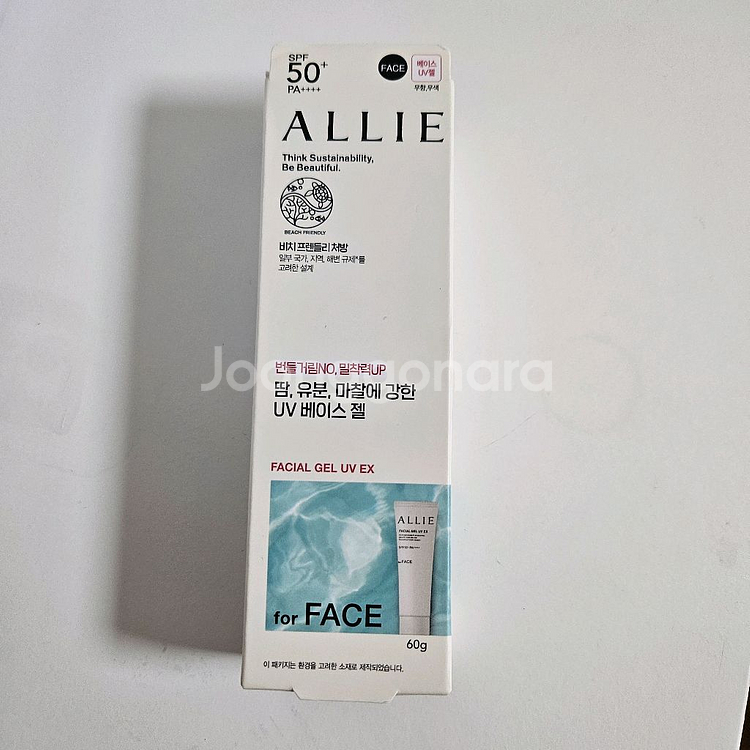 SPF
50+
PA++++
FACE
베이스
UV젤
무향,무색
ALLIE
Think Sustainability,
Be Beautiful.
BEACH FRIENDLY
비치 프렌들리 처방
일부 국가, 지역, 해변 규제*를
고려한 설계
번들거림NO, 밀착력UP
Joongonara
땀, 유분, 마찰에 강한
UV 베이스 젤
FACIAL GEL UV EX
ALLIE
FACIAL GEL UV EX
FACE
for FACE
60g
이 패키지는 환경을 고려한 소재로 제작되었습니다.